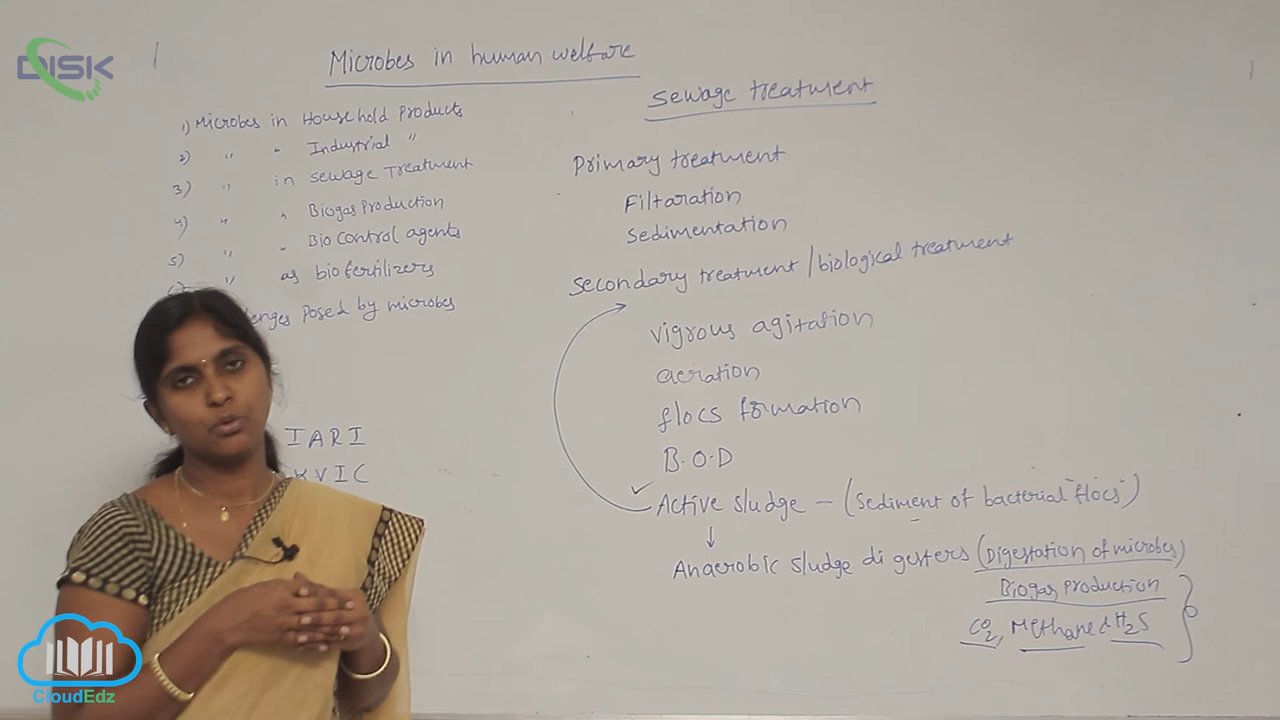 DISK
Microbes in human welfare
1) Microbes in Household Products
2) " " Industrial "
3) " in sewage Treatment
4) " " Biogas Production
5) " " Bio Control agents
" as biofertilizers
enges Posed by microbes
IARI
KVIC
Sewage treatment
Primary treatment
Filtaration
Sedimentation
Secondary treatment / biological treatment
vigrous agitation
aeration
flocs formation
B.O.D
✓ Active sludge - (Sediment of bacterial "flocs")
↓
Anaerobic sludge di gesters (Digestation of microbes)
Biogas production
CO2, Methane & H2S
CloudEdz